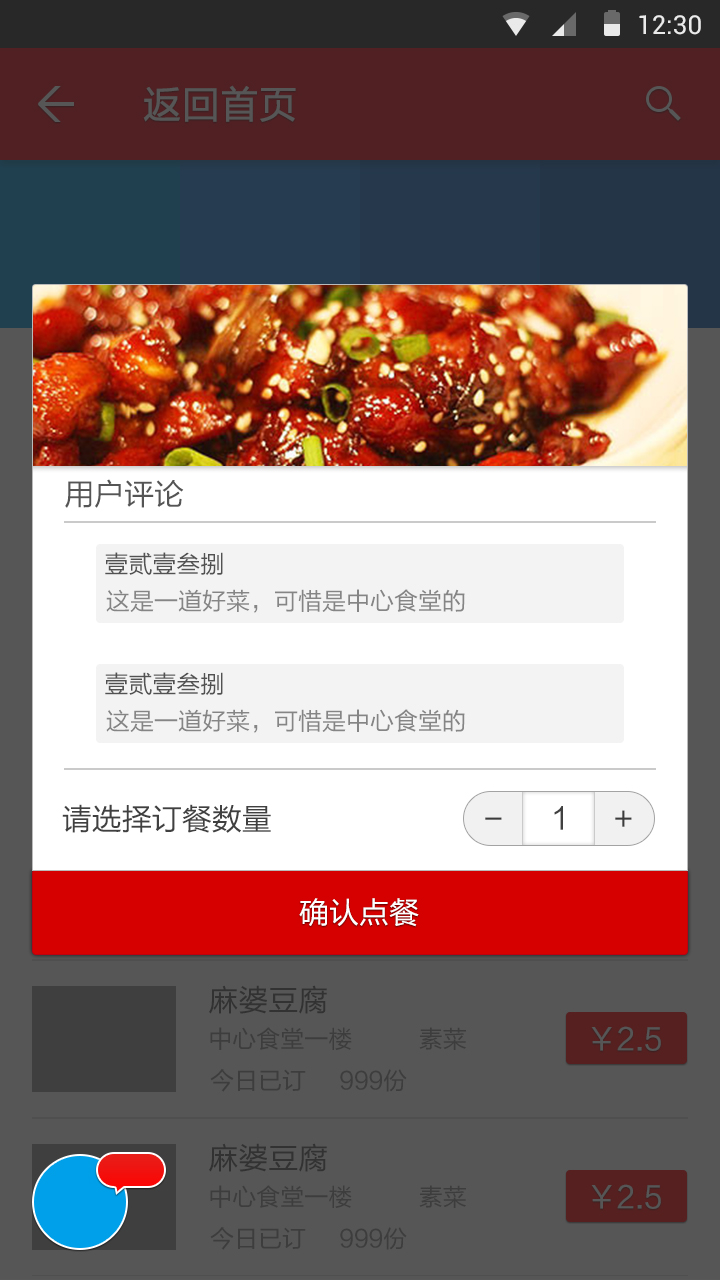 12:30
返回首页
用户评论
壹贰壹叁捌
这是一道好菜，可惜是中心食堂的
壹贰壹叁捌
这是一道好菜，可惜是中心食堂的
请选择订餐数量 － 1 +
确认点餐
麻婆豆腐
中心食堂一楼 素菜 ￥2.5
今日已订 999份
麻婆豆腐
中心食堂一楼 素菜 ￥2.5
今日已订 999份